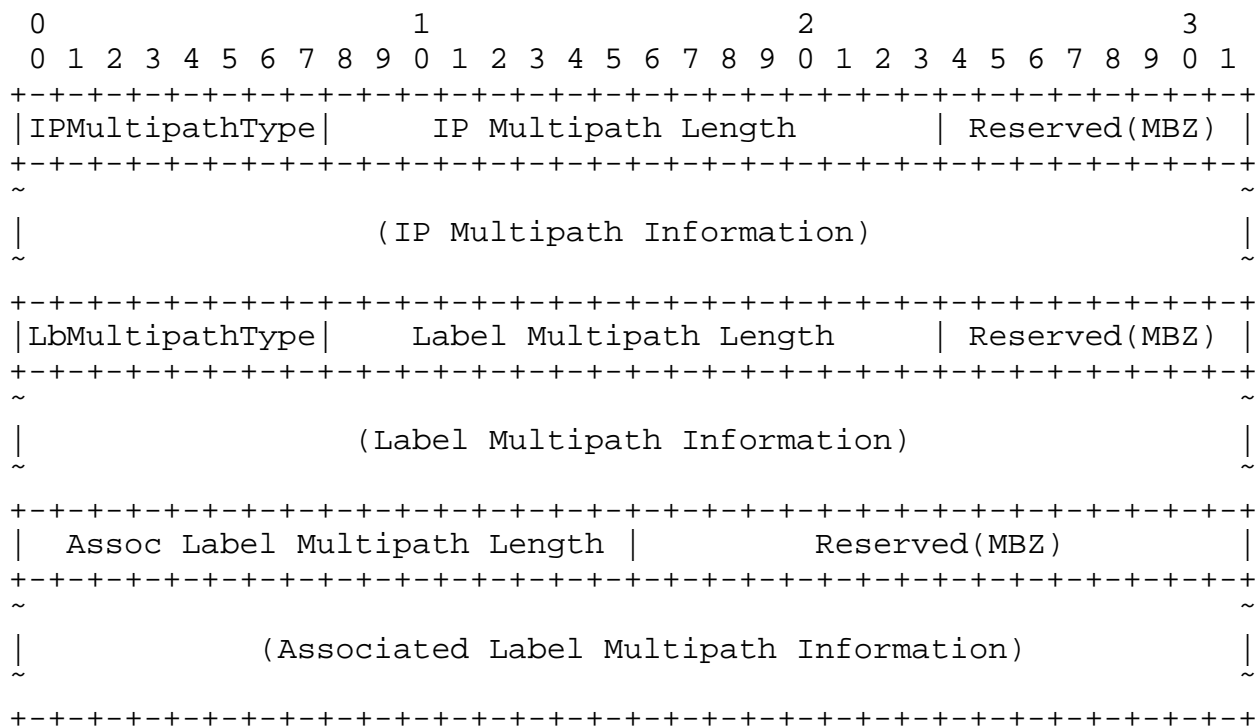 0                   1                   2                   3
 0 1 2 3 4 5 6 7 8 9 0 1 2 3 4 5 6 7 8 9 0 1 2 3 4 5 6 7 8 9 0 1
+-+-+-+-+-+-+-+-+-+-+-+-+-+-+-+-+-+-+-+-+-+-+-+-+-+-+-+-+-+-+-+-+
|IPMultipathType|     IP Multipath Length       | Reserved(MBZ) |
+-+-+-+-+-+-+-+-+-+-+-+-+-+-+-+-+-+-+-+-+-+-+-+-+-+-+-+-+-+-+-+-+
~                                                               ~
|                  (IP Multipath Information)                   |
~                                                               ~
+-+-+-+-+-+-+-+-+-+-+-+-+-+-+-+-+-+-+-+-+-+-+-+-+-+-+-+-+-+-+-+-+
|LbMultipathType|    Label Multipath Length     | Reserved(MBZ) |
+-+-+-+-+-+-+-+-+-+-+-+-+-+-+-+-+-+-+-+-+-+-+-+-+-+-+-+-+-+-+-+-+
~                                                               ~
|                 (Label Multipath Information)                 |
~                                                               ~
+-+-+-+-+-+-+-+-+-+-+-+-+-+-+-+-+-+-+-+-+-+-+-+-+-+-+-+-+-+-+-+-+
|  Assoc Label Multipath Length |         Reserved(MBZ)         |
+-+-+-+-+-+-+-+-+-+-+-+-+-+-+-+-+-+-+-+-+-+-+-+-+-+-+-+-+-+-+-+-+
~                                                               ~
|            (Associated Label Multipath Information)           |
~                                                               ~
+-+-+-+-+-+-+-+-+-+-+-+-+-+-+-+-+-+-+-+-+-+-+-+-+-+-+-+-+-+-+-+-+